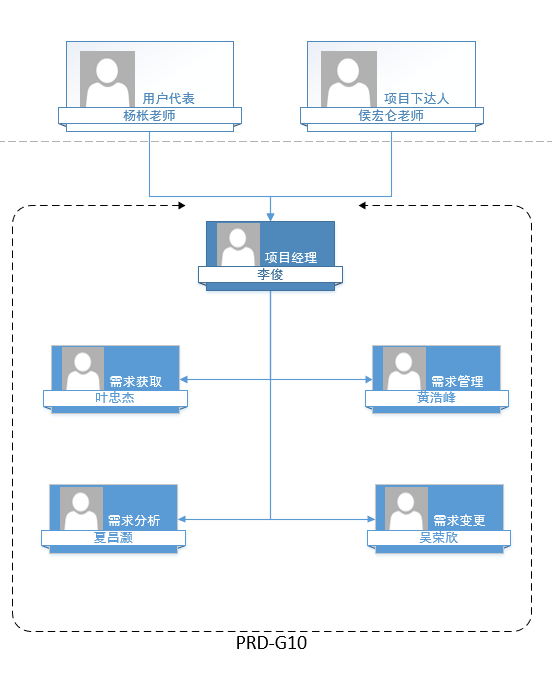 用户代表
杨枨老师
项目下达人
侯宏仑老师
项目经理
李俊
需求获取
叶忠杰
需求管理
黄浩峰
需求分析
夏昌灏
需求变更
吴荣欣
PRD-G10